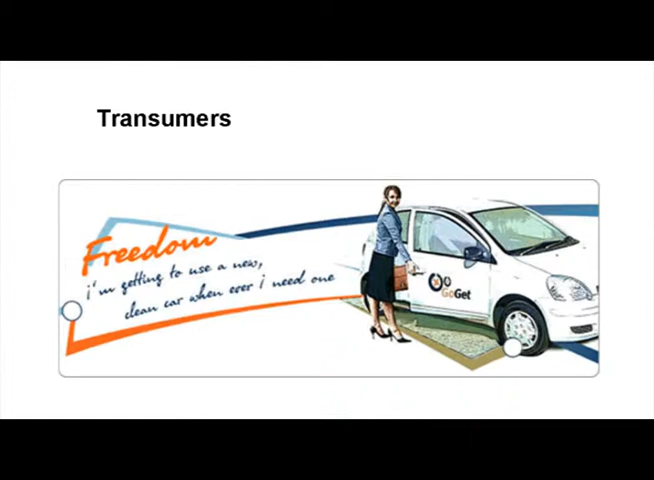 Transumers
Freedom
i'm getting to use a new,
clean car when ever i need one
GoGet